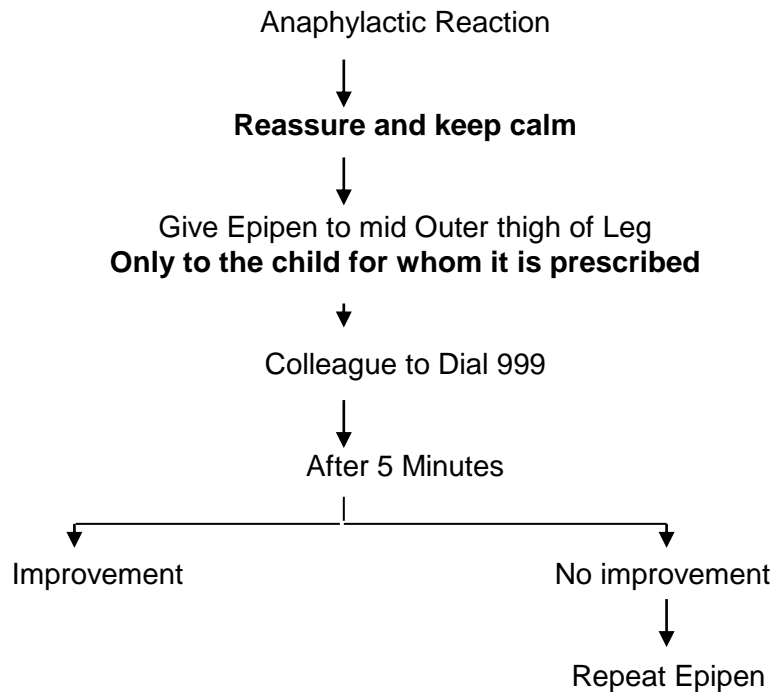 Anaphylactic Reaction
Reassure and keep calm
Give Epipen to mid Outer thigh of Leg
Only to the child for whom it is prescribed
Colleague to Dial 999
After 5 Minutes
Improvement
No improvement
Repeat Epipen